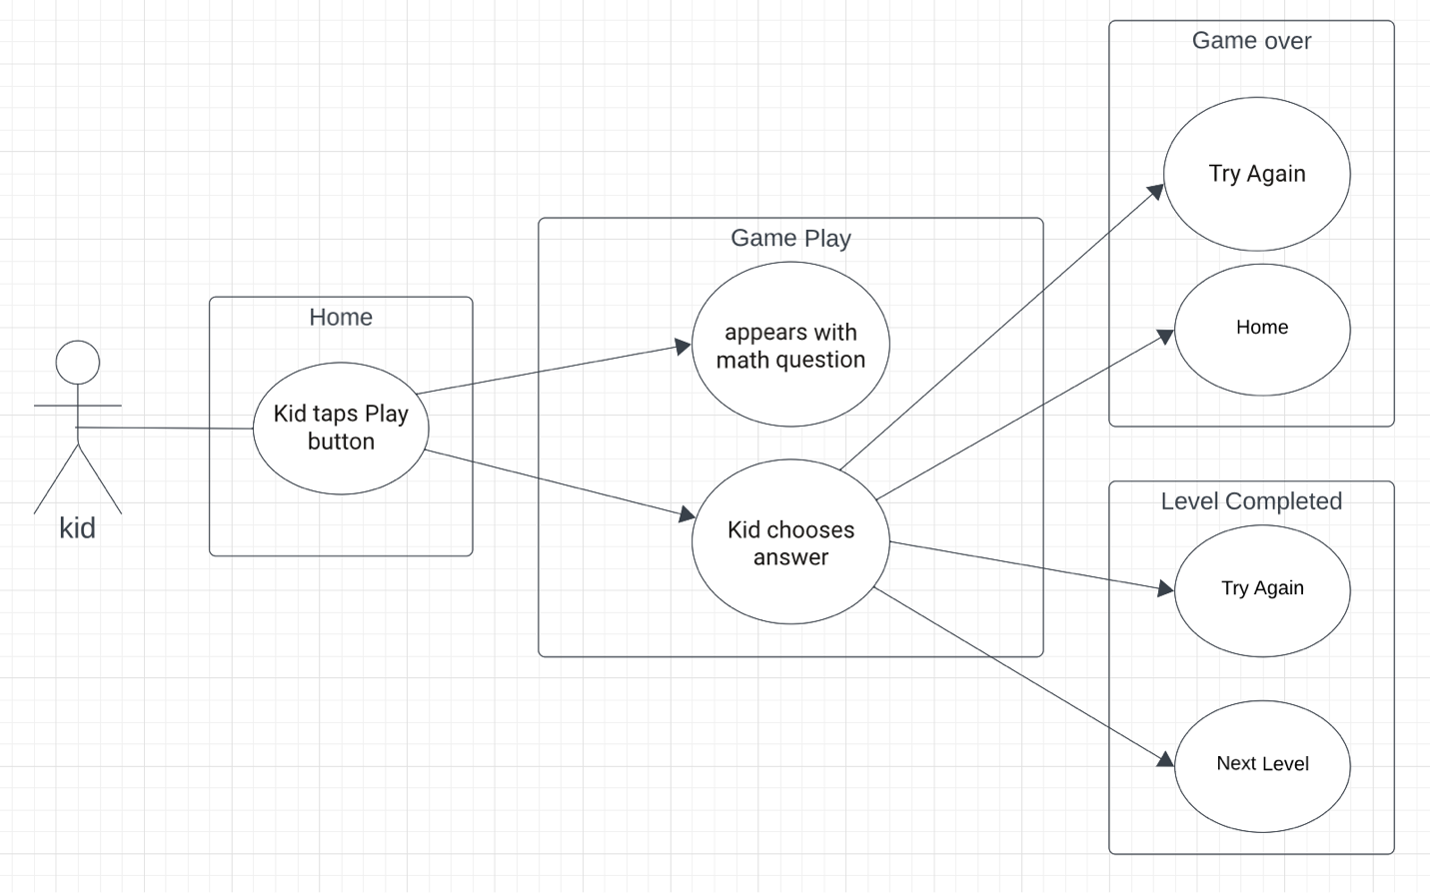 kid
Home
Kid taps Play
button
Game Play
appears with
math question
Kid chooses
answer
Game over
Try Again
Home
Level Completed
Try Again
Next Level